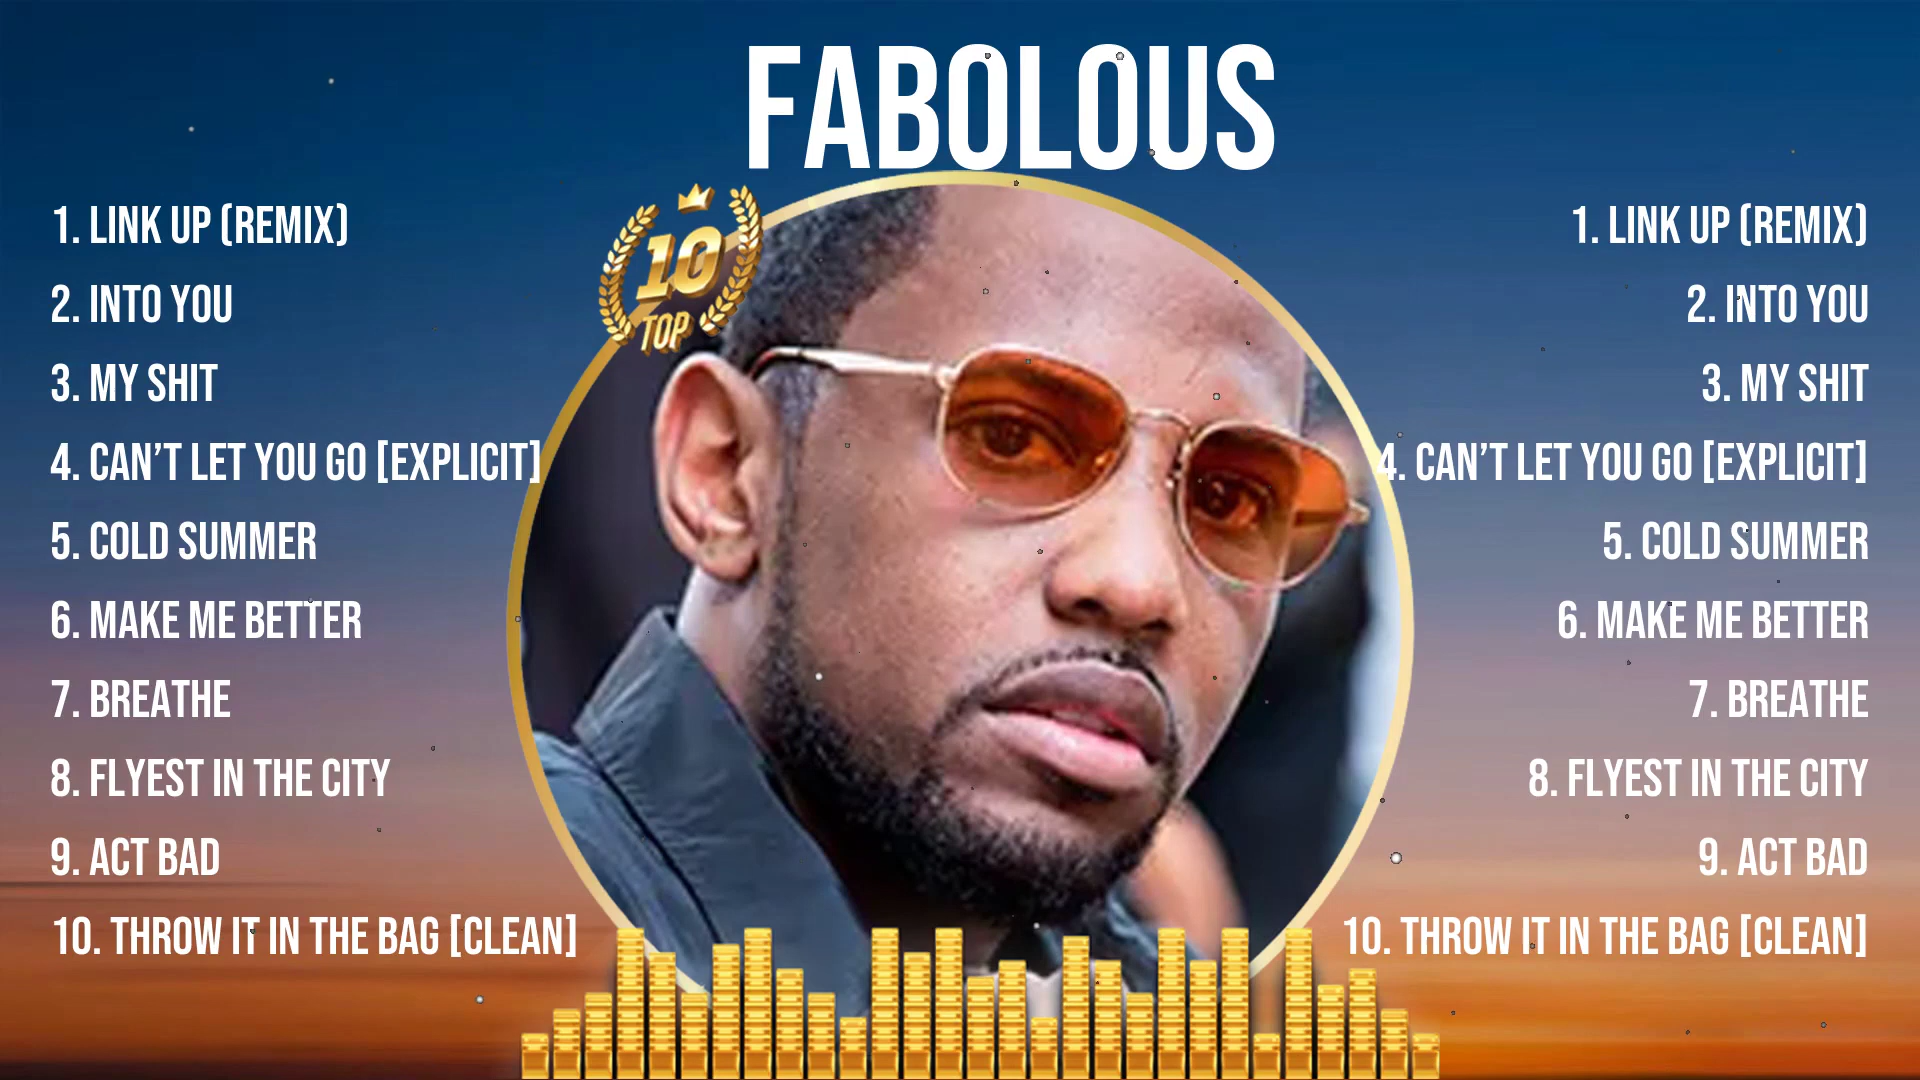 FABOLOUS
10
TOP
1. LINK UP (REMIX)
2. INTO YOU
3. MY SHIT
4. CAN'T LET YOU GO [EXPLICIT]
5. COLD SUMMER
6. MAKE ME BETTER
7. BREATHE
8. FLYEST IN THE CITY
9. ACT BAD
10. THROW IT IN THE BAG [CLEAN]
1. LINK UP (REMIX)
2. INTO YOU
3. MY SHIT
4. CAN'T LET YOU GO [EXPLICIT]
5. COLD SUMMER
6. MAKE ME BETTER
7. BREATHE
8. FLYEST IN THE CITY
9. ACT BAD
10. THROW IT IN THE BAG [CLEAN]